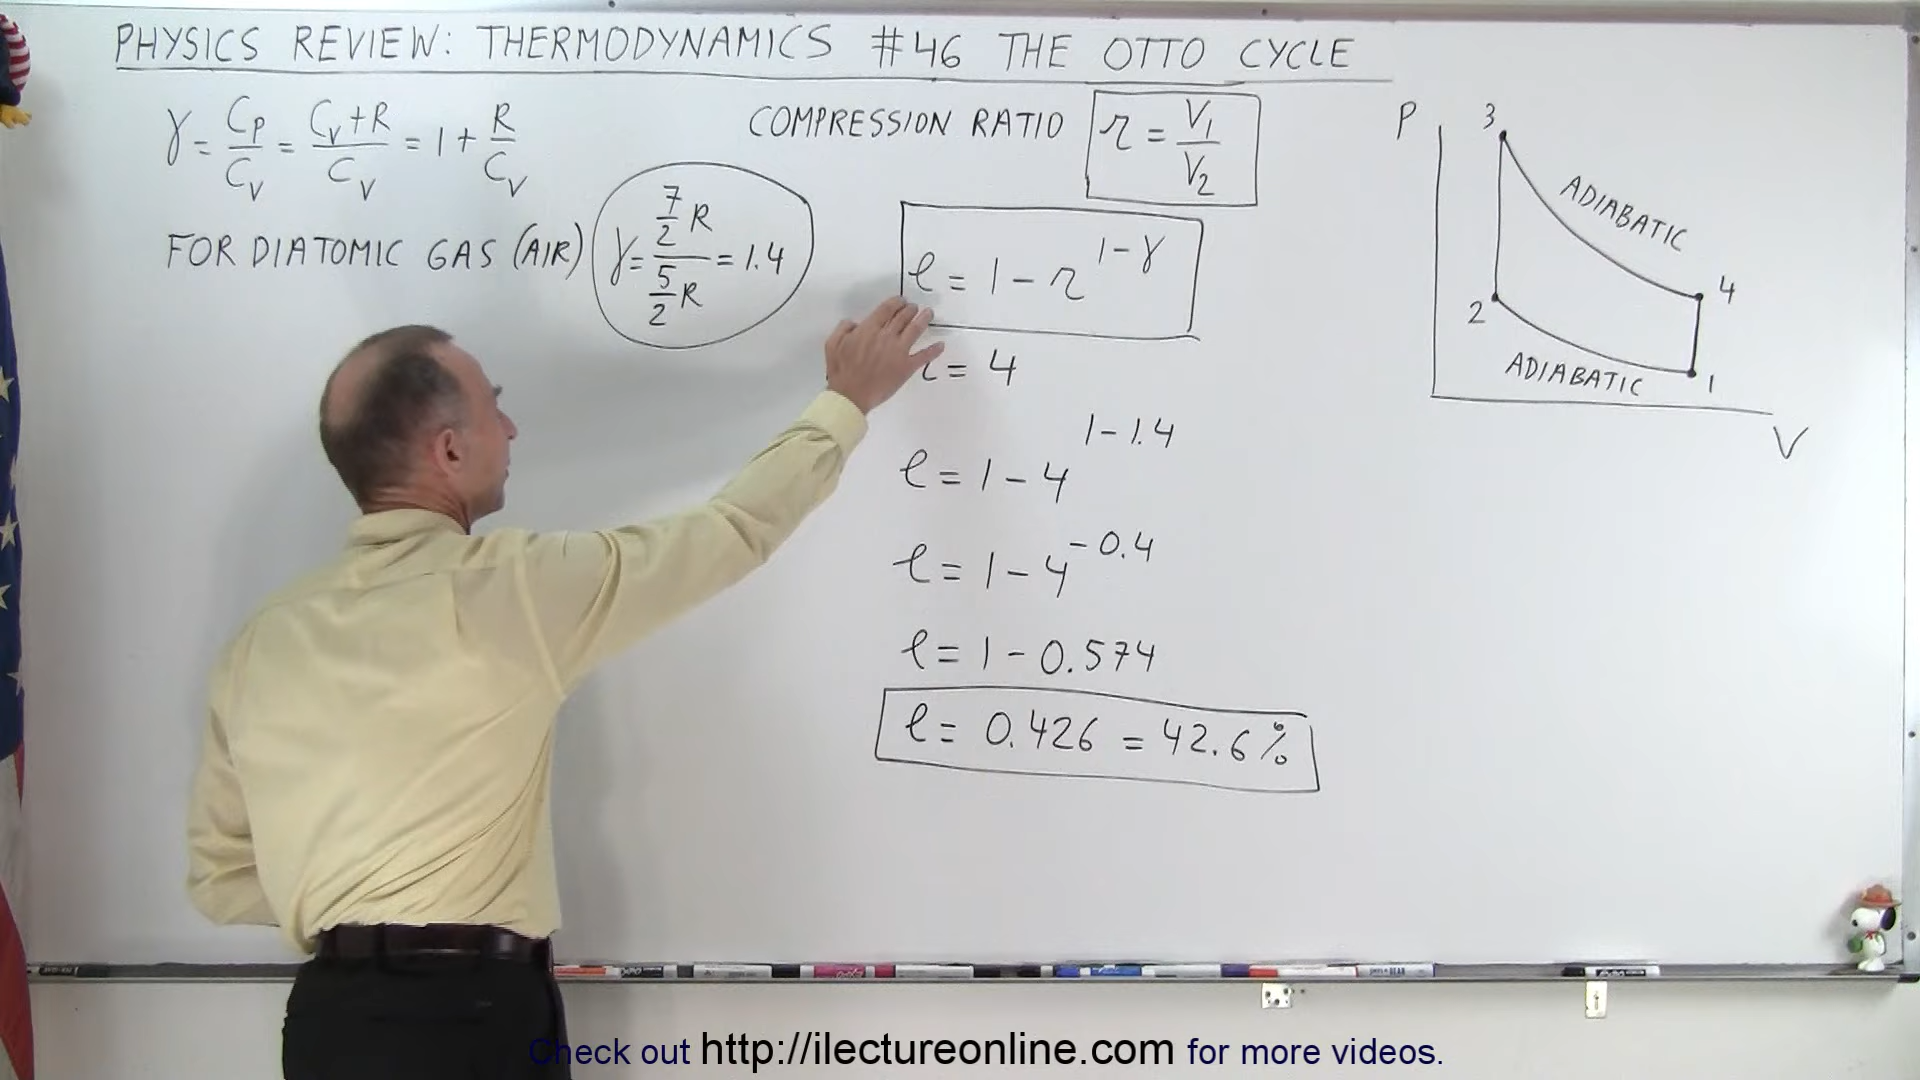 PHYSICS REVIEW: THERMODYNAMICS #46 THE OTTO CYCLE
γ = Cp/Cv = (Cv+R)/Cv = 1 + R/Cv
COMPRESSION RATIO r = V1/V2
FOR DIATOMIC GAS (AIR) γ = (7/2 R)/(5/2 R) = 1.4
e = 1 - r^(1-γ)
r = 4
e = 1 - 4^(1-1.4)
e = 1 - 4^(-0.4)
e = 1 - 0.574
e = 0.426 = 42.6%
P
3
ADIABATIC
4
2
ADIABATIC
1
V
Check out http://ilectureonline.com for more videos.